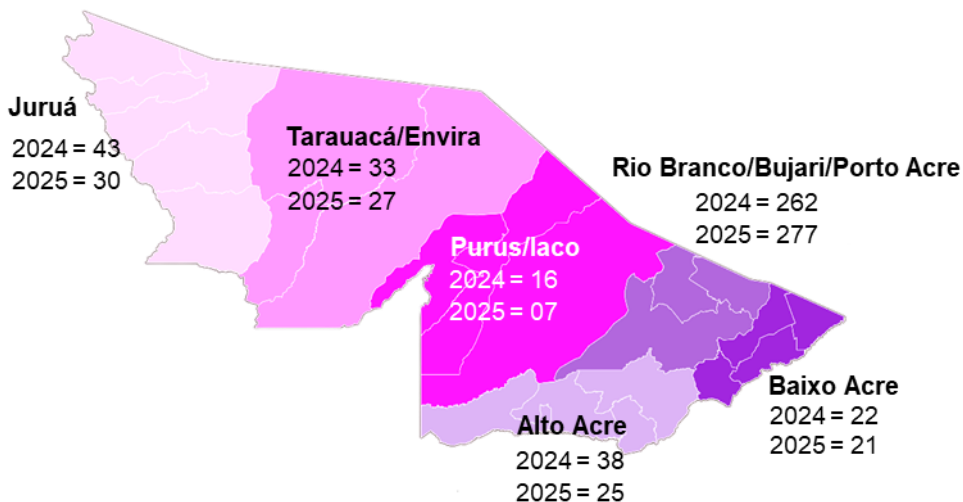 Juruá
2024 = 43
2025 = 30
Tarauacá/Envira
2024 = 33
2025 = 27
Rio Branco/Bujari/Porto Acre
2024 = 262
2025 = 277
Purus/Iaco
2024 = 16
2025 = 07
Baixo Acre
2024 = 22
2025 = 21
Alto Acre
2024 = 38
2025 = 25